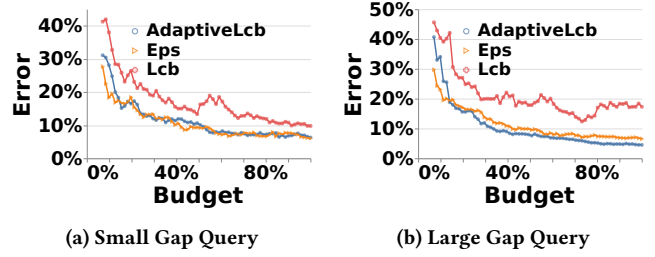 40%
30%
20%
10%
0%
Error
AdaptiveLcb
Eps
Lcb
0% 40% 80%
Budget
(a) Small Gap Query
50%
40%
30%
20%
10%
0%
Error
AdaptiveLcb
Eps
Lcb
0% 40% 80%
Budget
(b) Large Gap Query